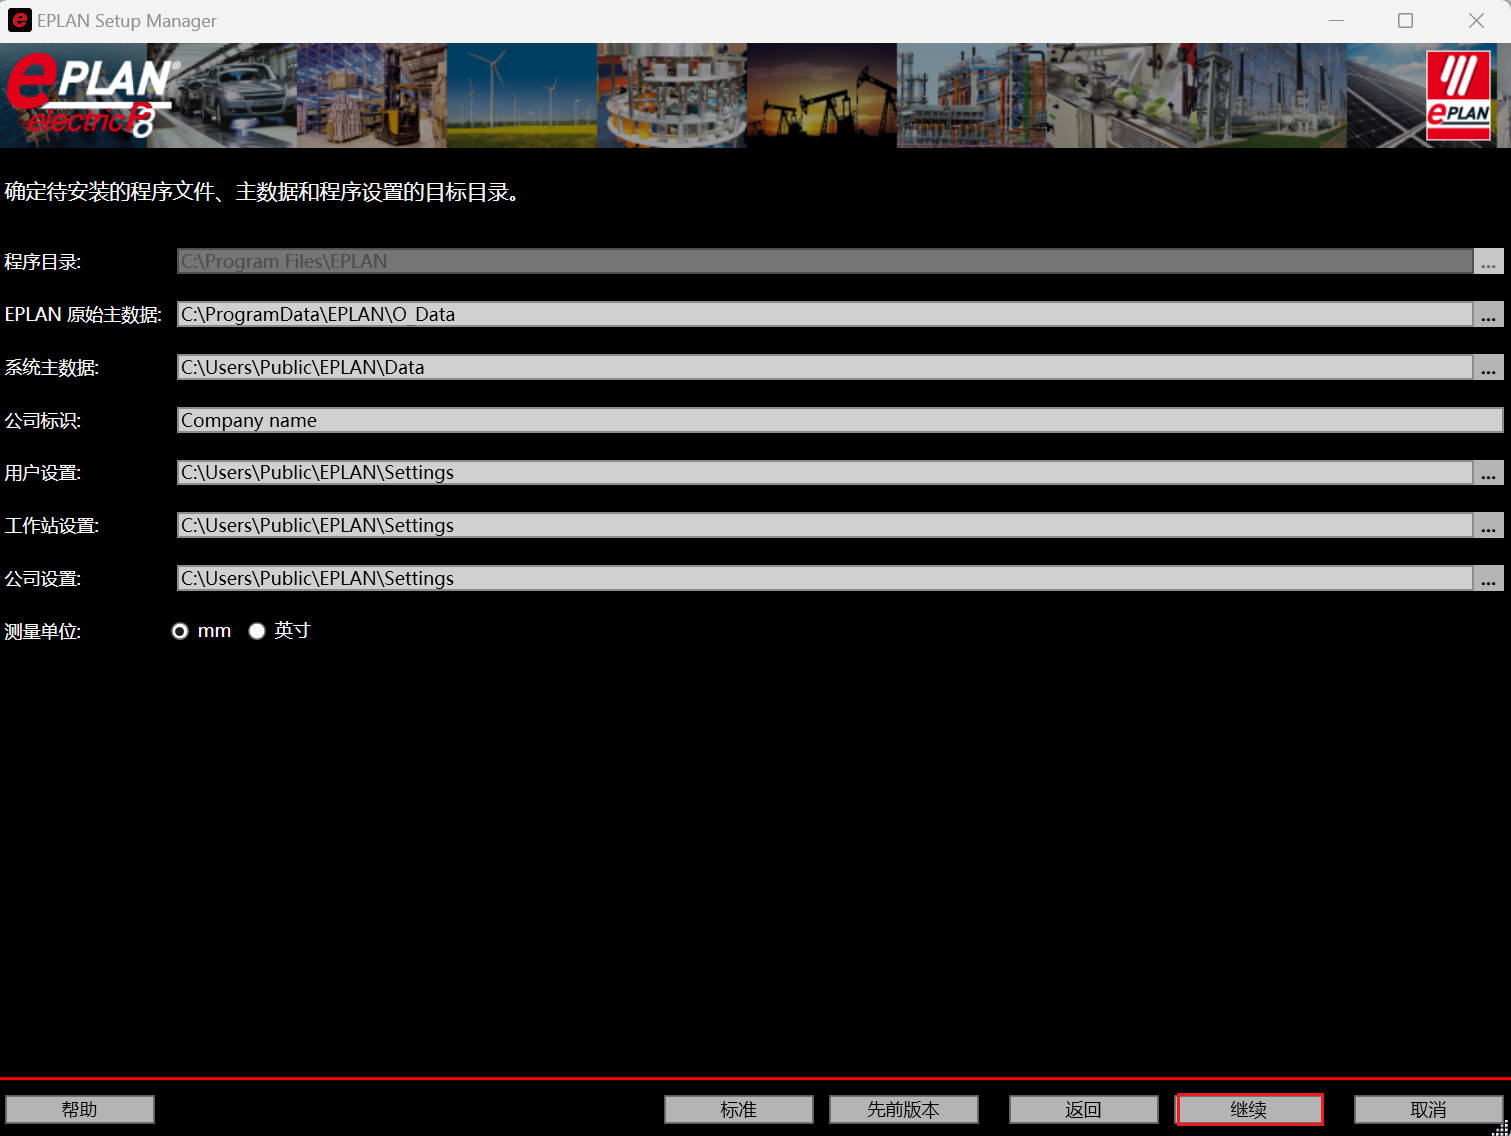 EPLAN Setup Manager
ePLAN®
electric P8
ePLAN
确定待安装的程序文件、主数据和程序设置的目标目录。
程序目录: C:\Program Files\EPLAN ...
EPLAN 原始主数据: C:\ProgramData\EPLAN\O_Data ...
系统主数据: C:\Users\Public\EPLAN\Data ...
公司标识: Company name
用户设置: C:\Users\Public\EPLAN\Settings ...
工作站设置: C:\Users\Public\EPLAN\Settings ...
公司设置: C:\Users\Public\EPLAN\Settings ...
测量单位: mm 英寸
帮助 标准 先前版本 返回 继续 取消